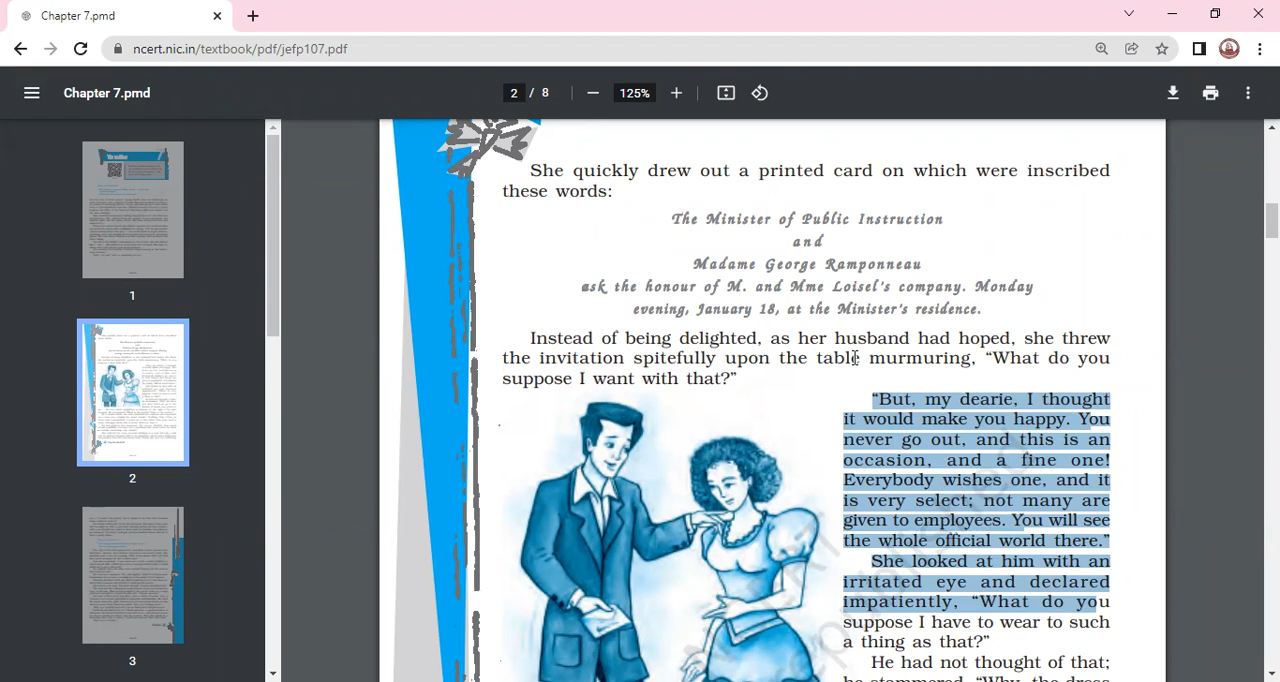 Chapter 7.pmd
ncert.nic.in/textbook/pdf/jefp107.pdf
Chapter 7.pmd
2 / 8
125%
1
2
3
She quickly drew out a printed card on which were inscribed
these words:
The Minister of Public Instruction
and
Madame George Ramponneau
ask the honour of M. and Mme Loisel's company. Monday
evening, January 18, at the Minister's residence.
Instead of being delighted, as her husband had hoped, she threw
the invitation spitefully upon the table murmuring, “What do you
suppose I want with that?”
“But, my dearie, I thought
it would make you happy. You
never go out, and this is an
occasion, and a fine one!
Everybody wishes one, and it
is very select; not many are
given to employees. You will see
the whole official world there.”
She looked at him with an
irritated eye and declared
impatiently, “What do you
suppose I have to wear to such
a thing as that?”
He had not thought of that;
he stammered, “Why, the dress